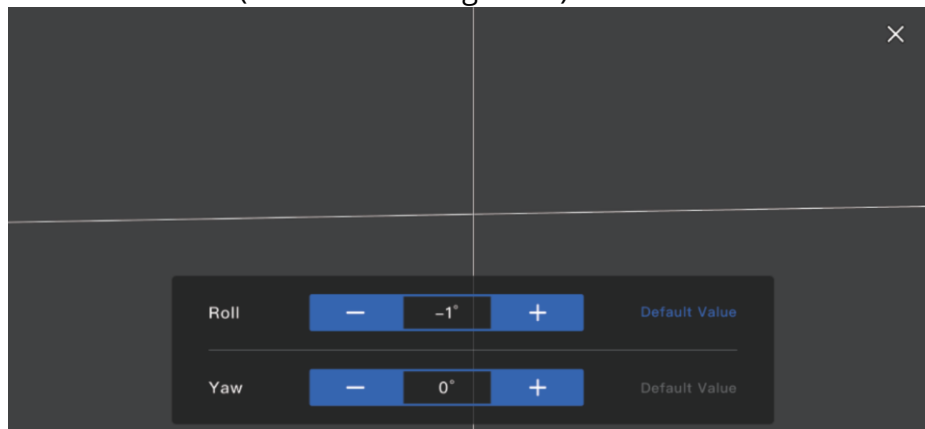 Roll − −1° + Default Value
Yaw − 0° + Default Value